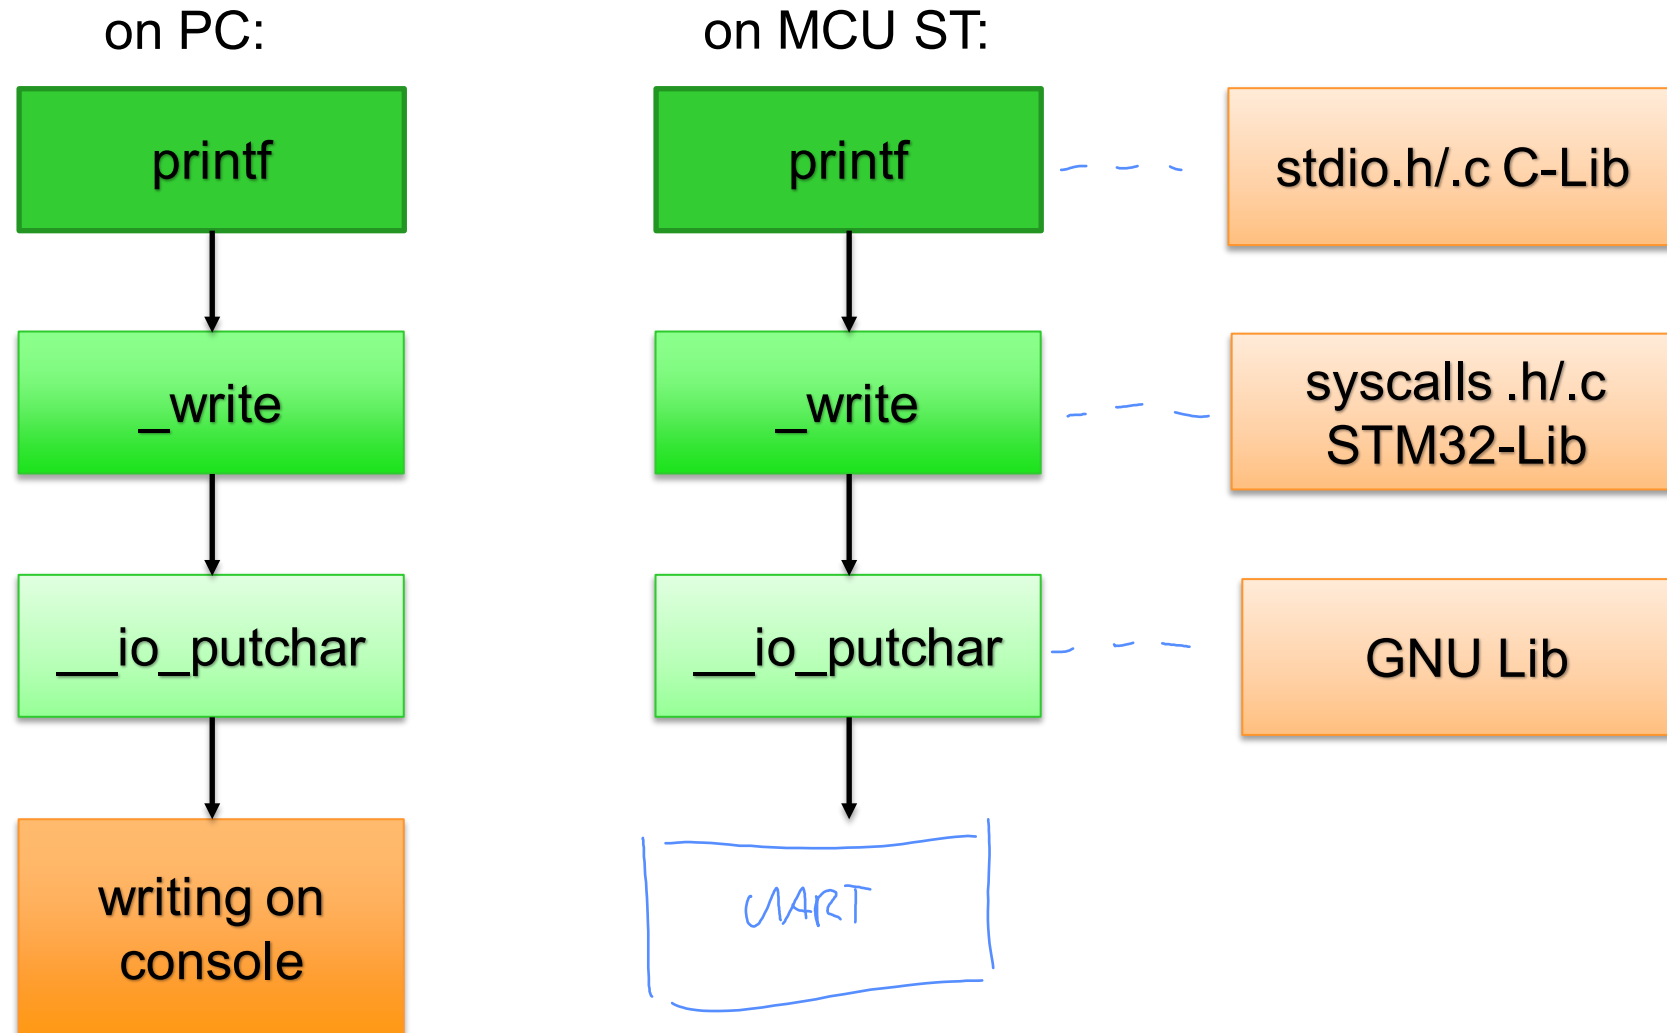 on PC:
on MCU ST:
printf
printf
stdio.h/.c C-Lib
_write
_write
syscalls .h/.c
STM32-Lib
__io_putchar
__io_putchar
GNU Lib
writing on
console
UART